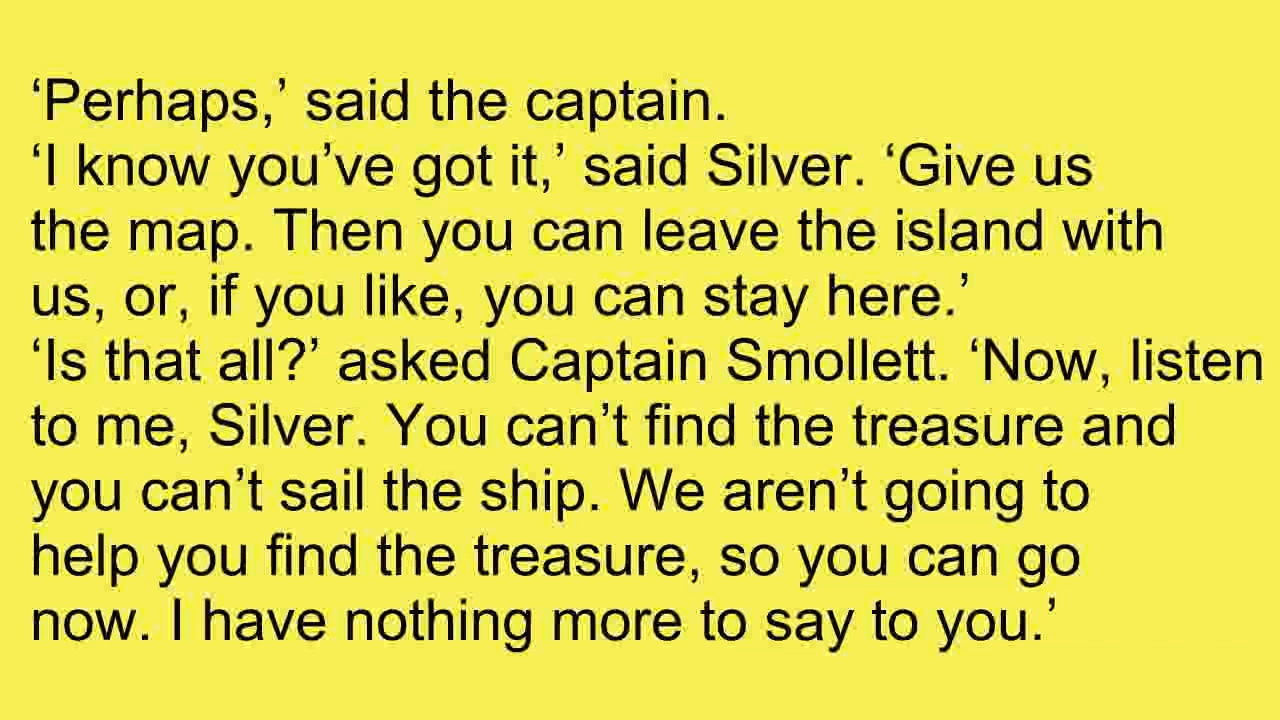 ‘Perhaps,’ said the captain.
‘I know you’ve got it,’ said Silver. ‘Give us
the map. Then you can leave the island with
us, or, if you like, you can stay here.’
‘Is that all?’ asked Captain Smollett. ‘Now, listen
to me, Silver. You can’t find the treasure and
you can’t sail the ship. We aren’t going to
help you find the treasure, so you can go
now. I have nothing more to say to you.’